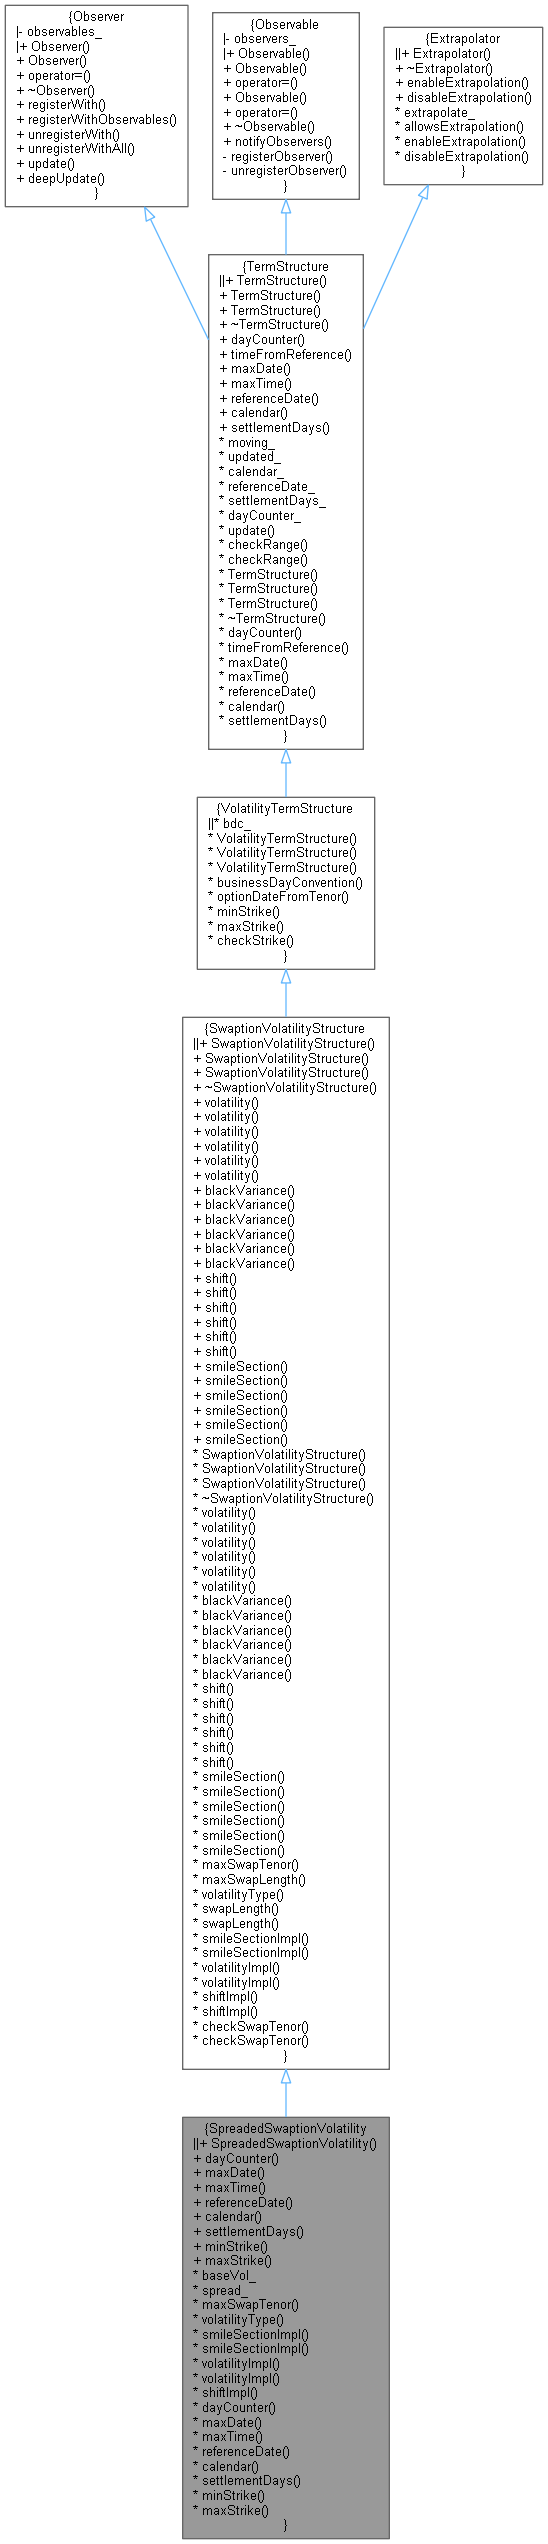 {Observer
|- observables_
|+ Observer()
+ Observer()
+ operator=()
+ ~Observer()
+ registerWith()
+ registerWithObservables()
+ unregisterWith()
+ unregisterWithAll()
+ update()
+ deepUpdate()
}
{Observable
|- observers_
|+ Observable()
+ Observable()
+ operator=()
+ Observable()
+ operator=()
+ ~Observable()
+ notifyObservers()
- registerObserver()
- unregisterObserver()
}
{Extrapolator
||+ Extrapolator()
+ ~Extrapolator()
+ enableExtrapolation()
+ disableExtrapolation()
* extrapolate_
* allowsExtrapolation()
* enableExtrapolation()
* disableExtrapolation()
}
{TermStructure
||+ TermStructure()
+ TermStructure()
+ TermStructure()
+ ~TermStructure()
+ dayCounter()
+ timeFromReference()
+ maxDate()
+ maxTime()
+ referenceDate()
+ calendar()
+ settlementDays()
* moving_
* updated_
* calendar_
* referenceDate_
* settlementDays_
* dayCounter_
* update()
* checkRange()
* checkRange()
* TermStructure()
* TermStructure()
* TermStructure()
* ~TermStructure()
* dayCounter()
* timeFromReference()
* maxDate()
* maxTime()
* referenceDate()
* calendar()
* settlementDays()
}
{VolatilityTermStructure
||* bdc_
* VolatilityTermStructure()
* VolatilityTermStructure()
* VolatilityTermStructure()
* businessDayConvention()
* optionDateFromTenor()
* minStrike()
* maxStrike()
* checkStrike()
}
{SwaptionVolatilityStructure
||+ SwaptionVolatilityStructure()
+ SwaptionVolatilityStructure()
+ SwaptionVolatilityStructure()
+ ~SwaptionVolatilityStructure()
+ volatility()
+ volatility()
+ volatility()
+ volatility()
+ volatility()
+ volatility()
+ blackVariance()
+ blackVariance()
+ blackVariance()
+ blackVariance()
+ blackVariance()
+ blackVariance()
+ shift()
+ shift()
+ shift()
+ shift()
+ shift()
+ shift()
+ smileSection()
+ smileSection()
+ smileSection()
+ smileSection()
+ smileSection()
+ smileSection()
* SwaptionVolatilityStructure()
* SwaptionVolatilityStructure()
* SwaptionVolatilityStructure()
* ~SwaptionVolatilityStructure()
* volatility()
* volatility()
* volatility()
* volatility()
* volatility()
* volatility()
* blackVariance()
* blackVariance()
* blackVariance()
* blackVariance()
* blackVariance()
* blackVariance()
* shift()
* shift()
* shift()
* shift()
* shift()
* shift()
* smileSection()
* smileSection()
* smileSection()
* smileSection()
* smileSection()
* smileSection()
* maxSwapTenor()
* maxSwapLength()
* volatilityType()
* swapLength()
* swapLength()
* smileSectionImpl()
* smileSectionImpl()
* volatilityImpl()
* volatilityImpl()
* shiftImpl()
* shiftImpl()
* checkSwapTenor()
* checkSwapTenor()
}
{SpreadedSwaptionVolatility
||+ SpreadedSwaptionVolatility()
+ dayCounter()
+ maxDate()
+ maxTime()
+ referenceDate()
+ calendar()
+ settlementDays()
+ minStrike()
+ maxStrike()
* baseVol_
* spread_
* maxSwapTenor()
* volatilityType()
* smileSectionImpl()
* smileSectionImpl()
* volatilityImpl()
* volatilityImpl()
* shiftImpl()
* dayCounter()
* maxDate()
* maxTime()
* referenceDate()
* calendar()
* settlementDays()
* minStrike()
* maxStrike()
}